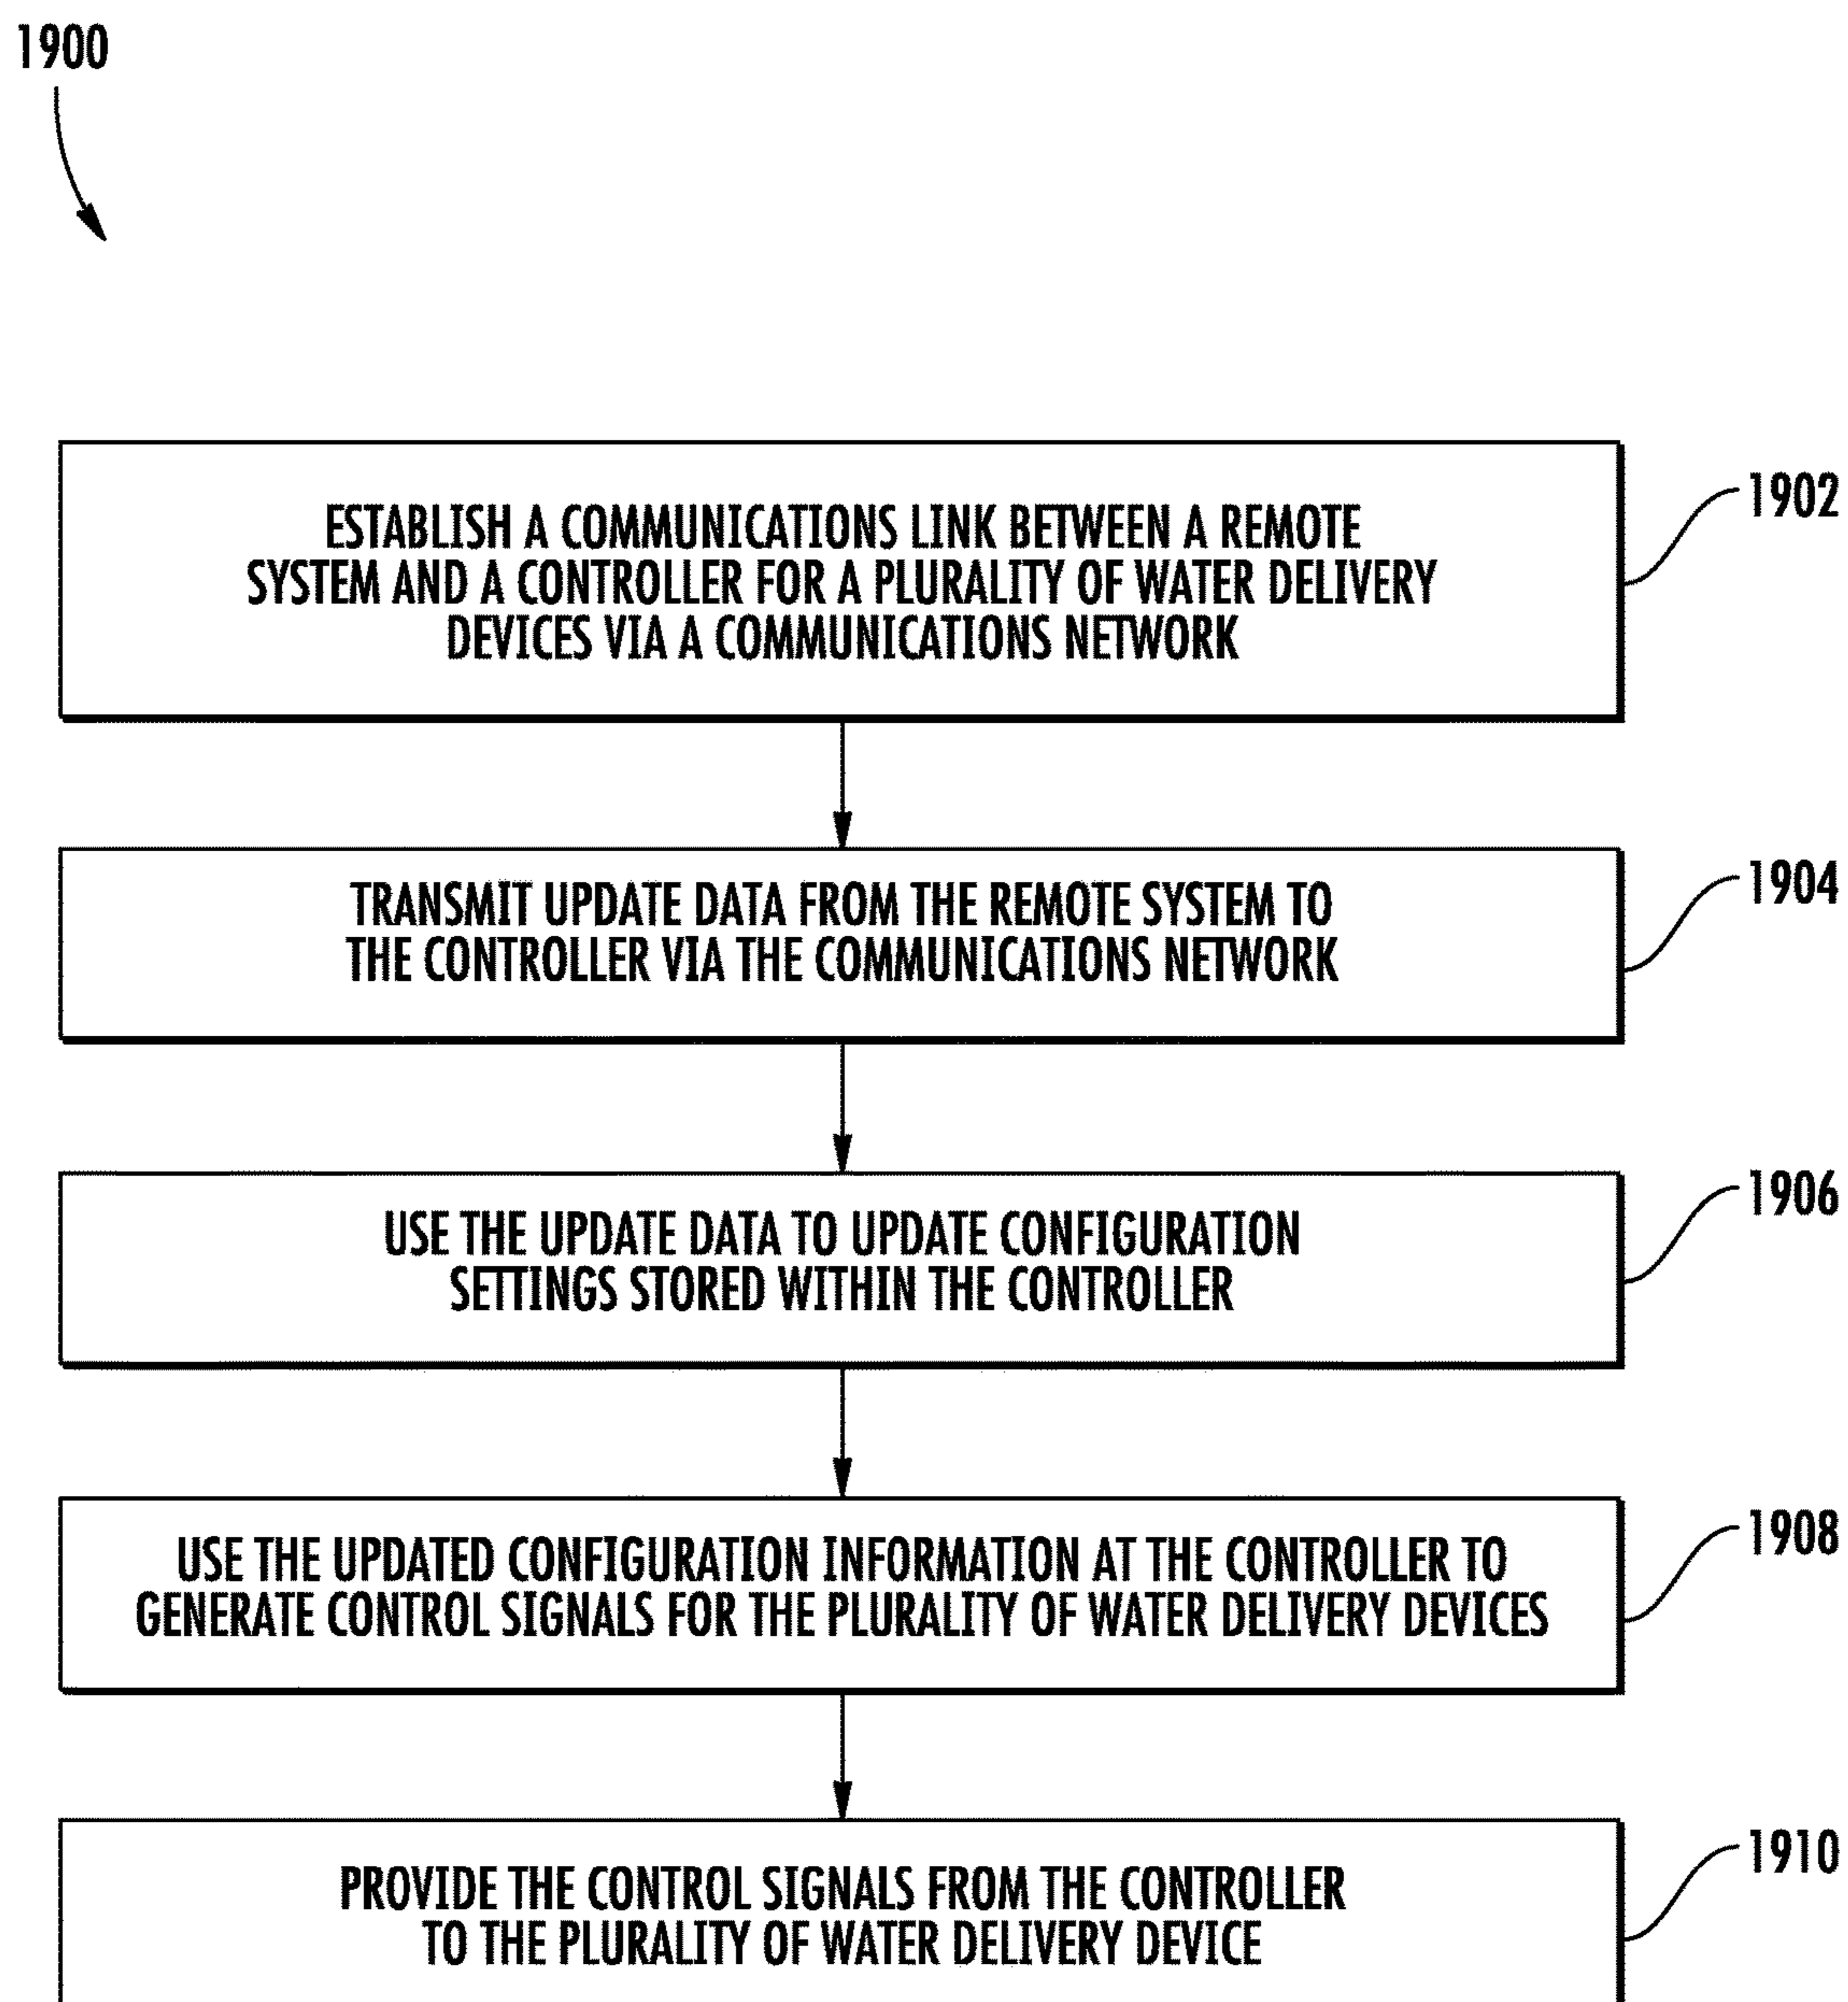 1900
ESTABLISH A COMMUNICATIONS LINK BETWEEN A REMOTE
SYSTEM AND A CONTROLLER FOR A PLURALITY OF WATER DELIVERY
DEVICES VIA A COMMUNICATIONS NETWORK
1902
TRANSMIT UPDATE DATA FROM THE REMOTE SYSTEM TO
THE CONTROLLER VIA THE COMMUNICATIONS NETWORK
1904
USE THE UPDATE DATA TO UPDATE CONFIGURATION
SETTINGS STORED WITHIN THE CONTROLLER
1906
USE THE UPDATED CONFIGURATION INFORMATION AT THE CONTROLLER TO
GENERATE CONTROL SIGNALS FOR THE PLURALITY OF WATER DELIVERY DEVICES
1908
PROVIDE THE CONTROL SIGNALS FROM THE CONTROLLER
TO THE PLURALITY OF WATER DELIVERY DEVICE
1910